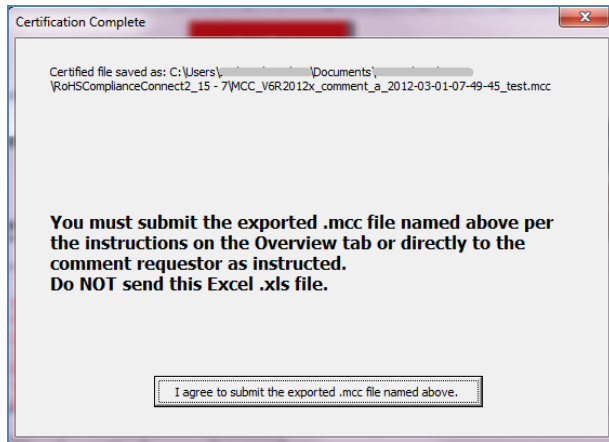 Certification Complete
Certified file saved as: C:\Users\ \Documents\
\RoHSComplianceConnect2_15 - 7\MCC_V6R2012x_comment_a_2012-03-01-07-49-45_test.mcc
You must submit the exported .mcc file named above per
the instructions on the Overview tab or directly to the
comment requestor as instructed.
Do NOT send this Excel .xls file.
I agree to submit the exported .mcc file named above.